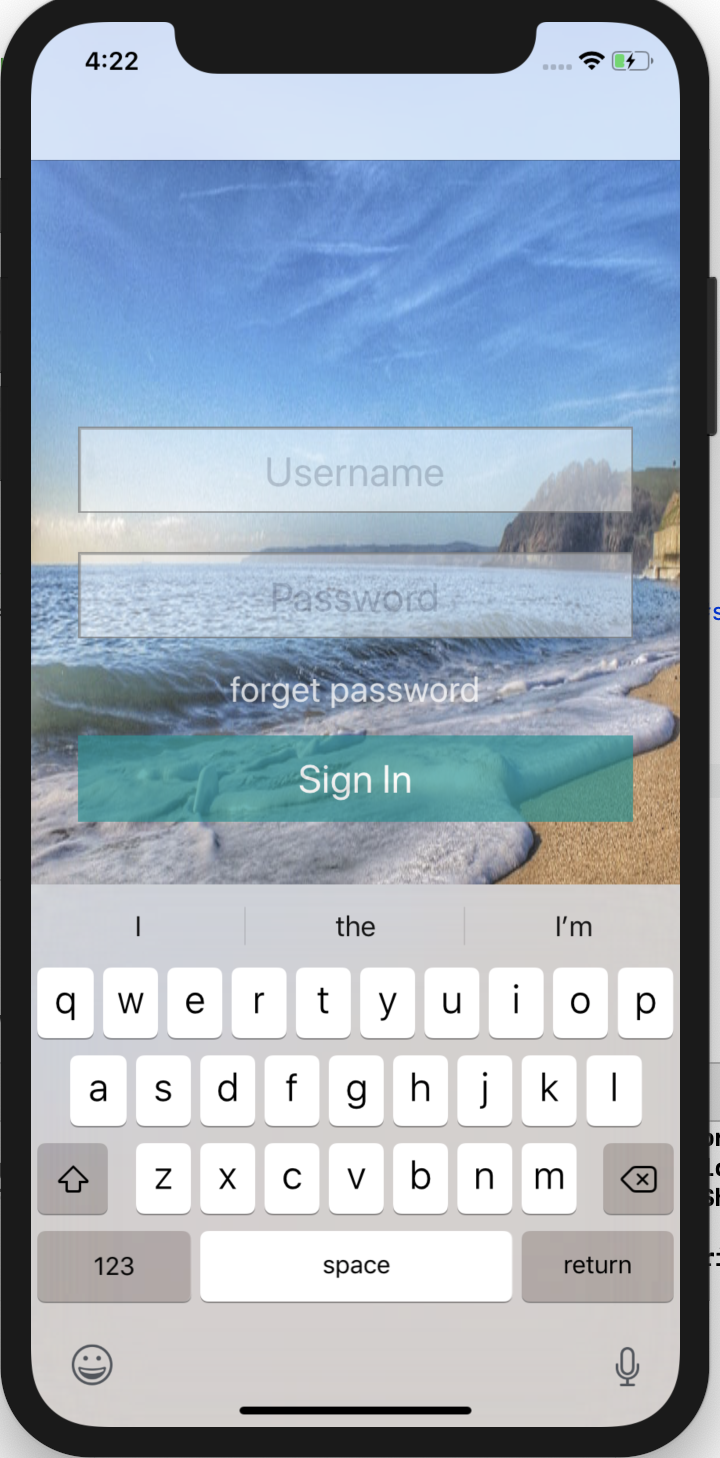 4:22
Username
Password
forget password
Sign In
I the I’m
q w e r t y u i o p
a s d f g h j k l
z x c v b n m
123 space return